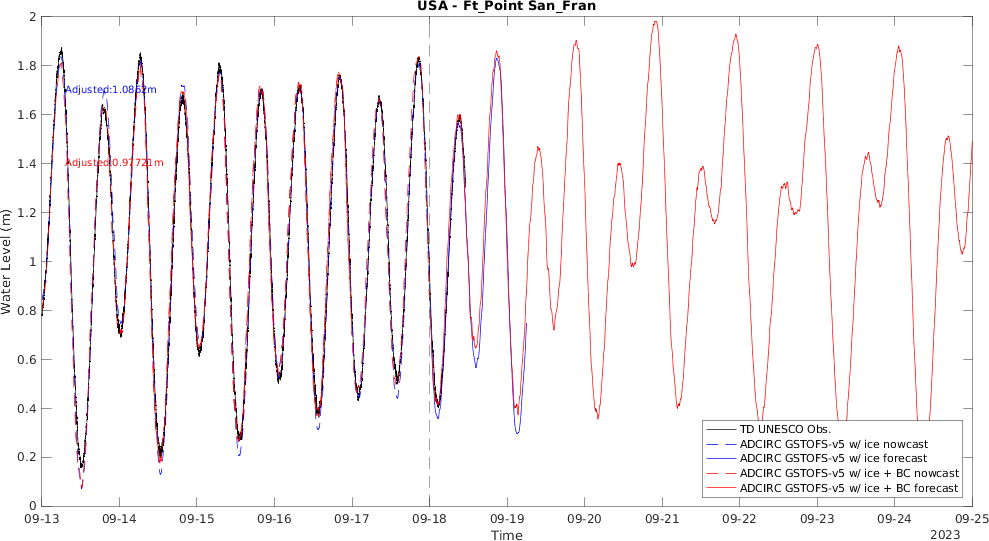 USA - Ft_Point San_Fran
2
1.8
1.6
1.4
1.2
1
0.8
0.6
0.4
0.2
0
Water Level (m)
Adjusted:1.0862m
Adjusted:0.97721m
TD UNESCO Obs.
ADCIRC GSTOFS-v5 w/ ice nowcast
ADCIRC GSTOFS-v5 w/ ice forecast
ADCIRC GSTOFS-v5 w/ ice + BC nowcast
ADCIRC GSTOFS-v5 w/ ice + BC forecast
09-13 09-14 09-15 09-16 09-17 09-18 09-19 09-20 09-21 09-22 09-23 09-24 09-25
Time
2023